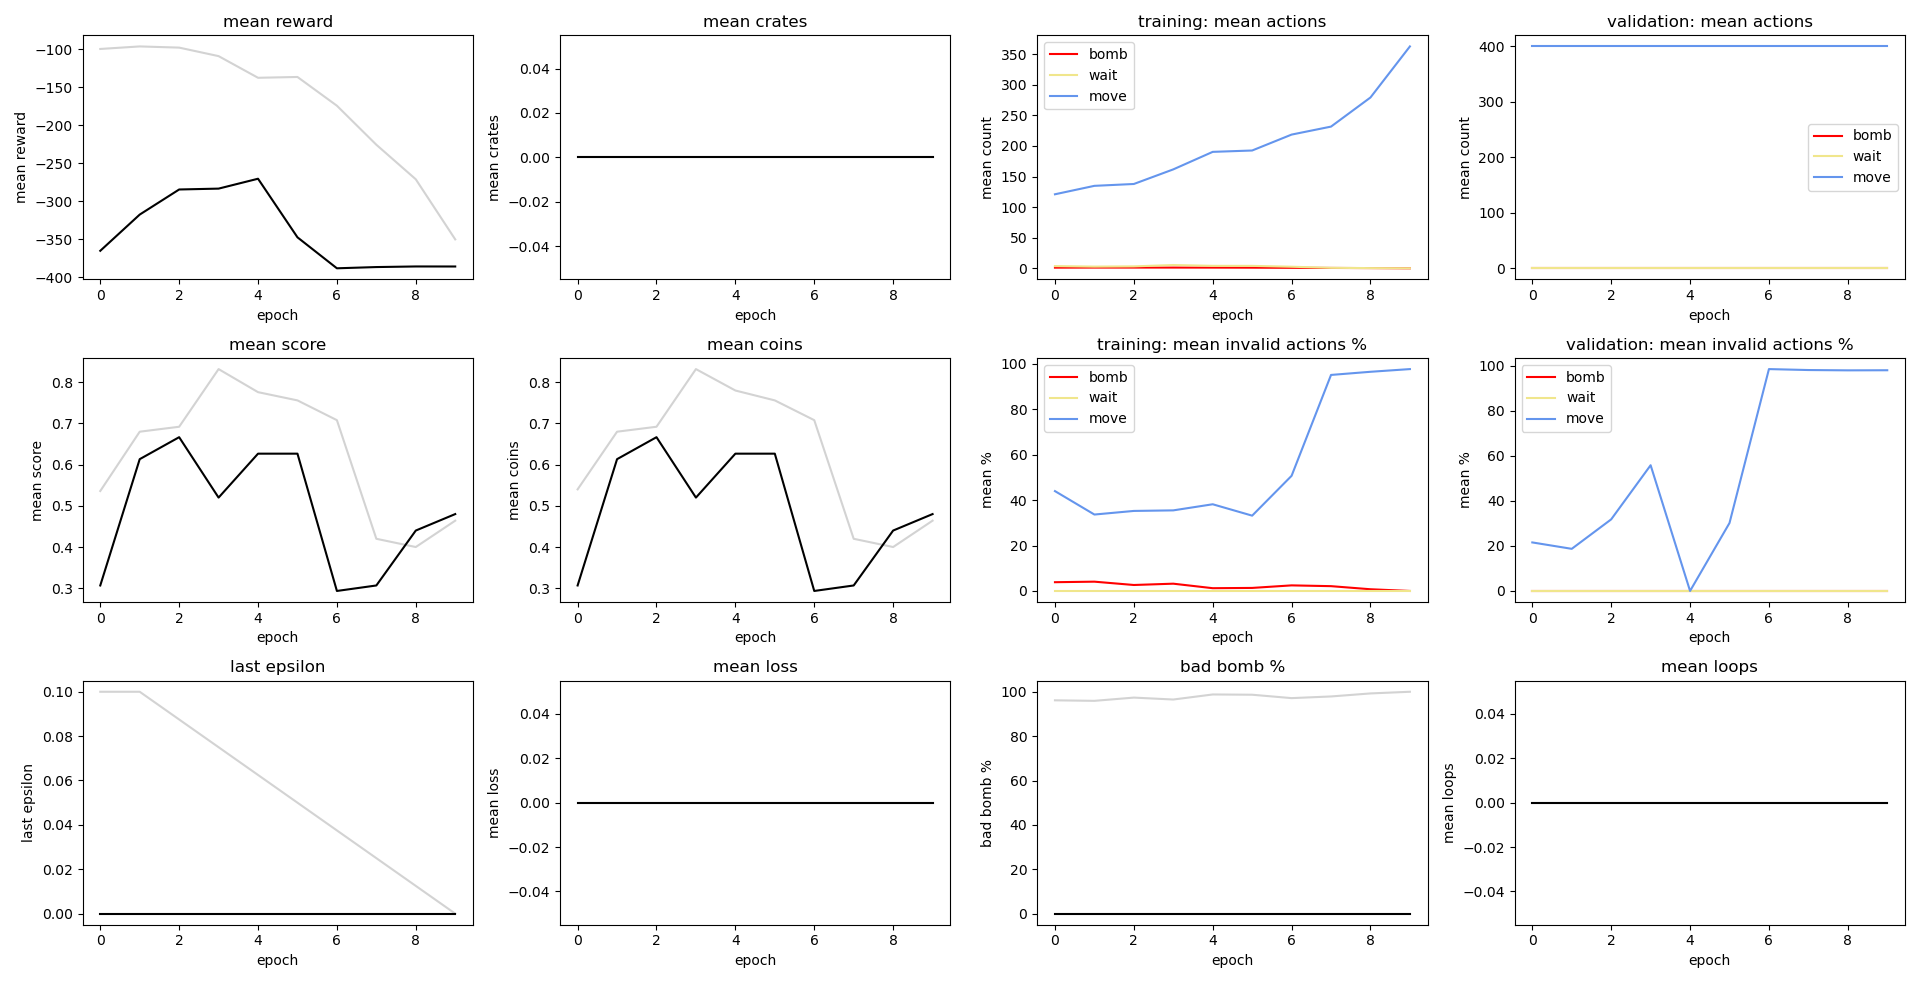 mean reward
mean reward
−100
−150
−200
−250
−300
−350
−400
0 2 4 6 8
epoch
mean crates
mean crates
0.04
0.02
0.00
−0.02
−0.04
0 2 4 6 8
epoch
training: mean actions
mean count
350
300
250
200
150
100
50
0
bomb
wait
move
0 2 4 6 8
epoch
validation: mean actions
mean count
400
300
200
100
0
bomb
wait
move
0 2 4 6 8
epoch
mean score
mean score
0.8
0.7
0.6
0.5
0.4
0.3
0 2 4 6 8
epoch
mean coins
mean coins
0.8
0.7
0.6
0.5
0.4
0.3
0 2 4 6 8
epoch
training: mean invalid actions %
mean %
100
80
60
40
20
0
bomb
wait
move
0 2 4 6 8
epoch
validation: mean invalid actions %
mean %
100
80
60
40
20
0
bomb
wait
move
0 2 4 6 8
epoch
last epsilon
last epsilon
0.10
0.08
0.06
0.04
0.02
0.00
0 2 4 6 8
epoch
mean loss
mean loss
0.04
0.02
0.00
−0.02
−0.04
0 2 4 6 8
epoch
bad bomb %
bad bomb %
100
80
60
40
20
0
0 2 4 6 8
epoch
mean loops
mean loops
0.04
0.02
0.00
−0.02
−0.04
0 2 4 6 8
epoch